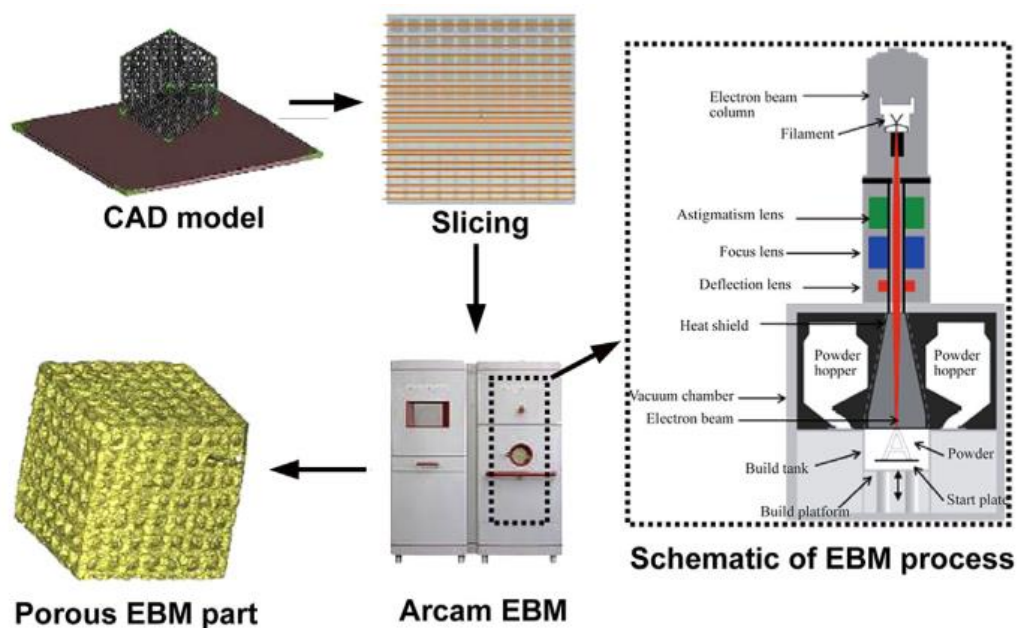 CAD model
Slicing
Electron beam
column
Filament
Astigmatism lens
Focus lens
Deflection lens
Heat shield
Powder
hopper
Powder
hopper
Vacuum chamber
Electron beam
Build tank
Powder
Start plate
Build platform
Schematic of EBM process
Porous EBM part
Arcam EBM